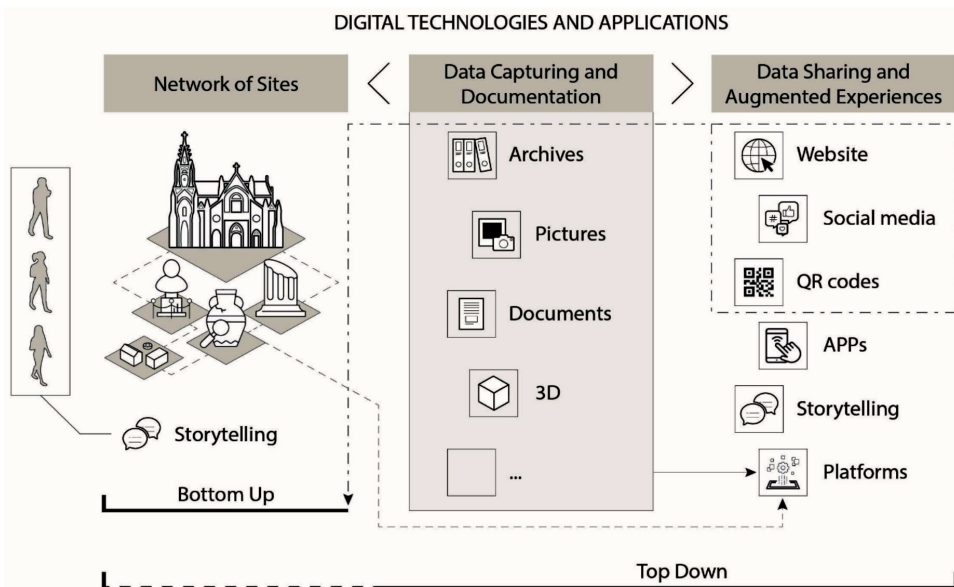 DIGITAL TECHNOLOGIES AND APPLICATIONS
Network of Sites
Data Capturing and
Documentation
Data Sharing and
Augmented Experiences
Archives
Pictures
Documents
3D
...
Website
Social media
QR codes
APPs
Storytelling
Platforms
Storytelling
Bottom Up
Top Down